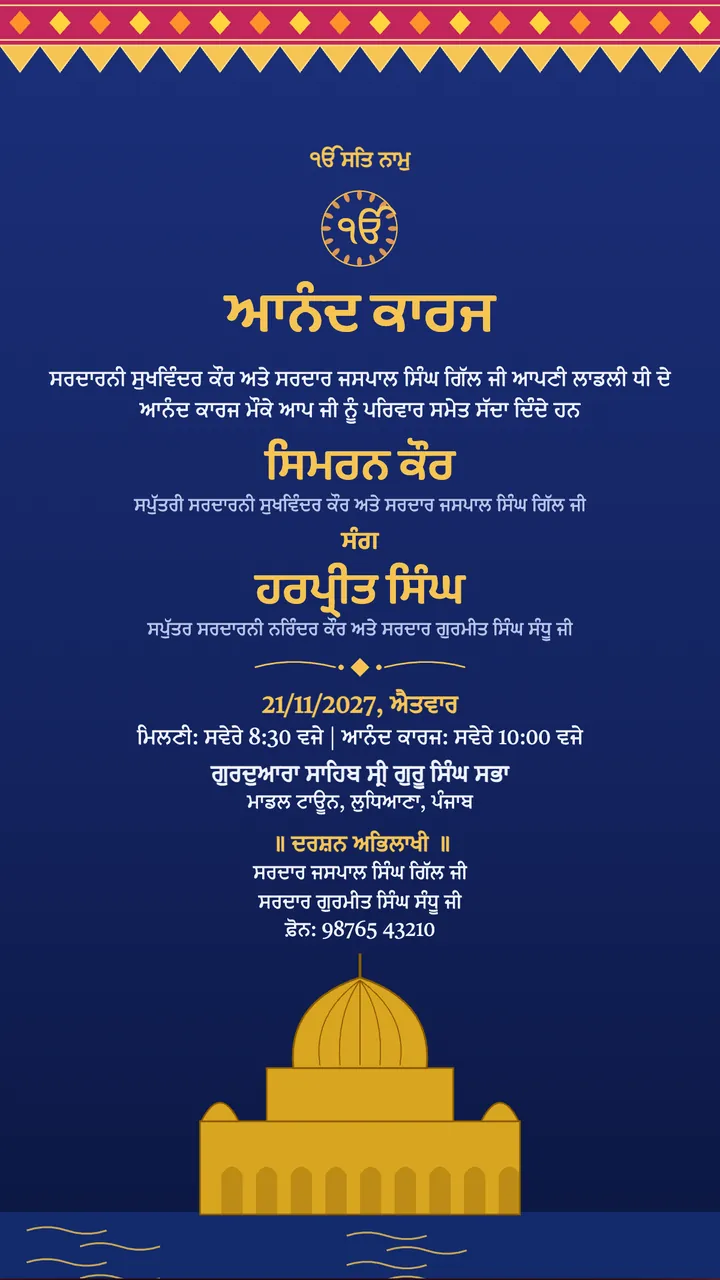 ੴ ਸਤਿ ਨਾਮੁ
ੴ
ਆਨੰਦ ਕਾਰਜ
ਸਰਦਾਰਨੀ ਸੁਖਵਿੰਦਰ ਕੌਰ ਅਤੇ ਸਰਦਾਰ ਜਸਪਾਲ ਸਿੰਘ ਗਿੱਲ ਜੀ ਆਪਣੀ ਲਾਡਲੀ ਧੀ ਦੇ
ਆਨੰਦ ਕਾਰਜ ਮੌਕੇ ਆਪ ਜੀ ਨੂੰ ਪਰਿਵਾਰ ਸਮੇਤ ਸੱਦਾ ਦਿੰਦੇ ਹਨ
ਸਿਮਰਨ ਕੌਰ
ਸਪੁੱਤਰੀ ਸਰਦਾਰਨੀ ਸੁਖਵਿੰਦਰ ਕੌਰ ਅਤੇ ਸਰਦਾਰ ਜਸਪਾਲ ਸਿੰਘ ਗਿੱਲ ਜੀ
ਸੰਗ
ਹਰਪ੍ਰੀਤ ਸਿੰਘ
ਸਪੁੱਤਰ ਸਰਦਾਰਨੀ ਨਰਿੰਦਰ ਕੌਰ ਅਤੇ ਸਰਦਾਰ ਗੁਰਮੀਤ ਸਿੰਘ ਸੰਧੂ ਜੀ
21/11/2027, ਐਤਵਾਰ
ਮਿਲਣੀ: ਸਵੇਰੇ 8:30 ਵਜੇ | ਆਨੰਦ ਕਾਰਜ: ਸਵੇਰੇ 10:00 ਵਜੇ
ਗੁਰਦੁਆਰਾ ਸਾਹਿਬ ਸ੍ਰੀ ਗੁਰੂ ਸਿੰਘ ਸਭਾ
ਮਾਡਲ ਟਾਊਨ, ਲੁਧਿਆਣਾ, ਪੰਜਾਬ
॥ ਦਰਸ਼ਨ ਅਭਿਲਾਖੀ ॥
ਸਰਦਾਰ ਜਸਪਾਲ ਸਿੰਘ ਗਿੱਲ ਜੀ
ਸਰਦਾਰ ਗੁਰਮੀਤ ਸਿੰਘ ਸੰਧੂ ਜੀ
ਫ਼ੋਨ: 98765 43210